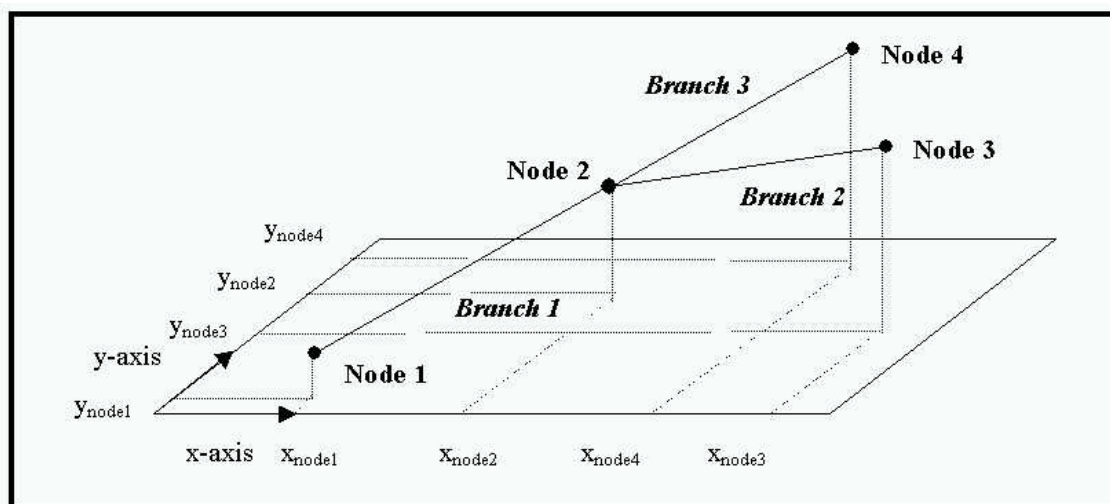 Node 4
Branch 3
Node 3
Node 2
Branch 2
ynode4
ynode2
Branch 1
ynode3
y-axis
Node 1
ynode1
x-axis
xnode1
xnode2
xnode4
xnode3